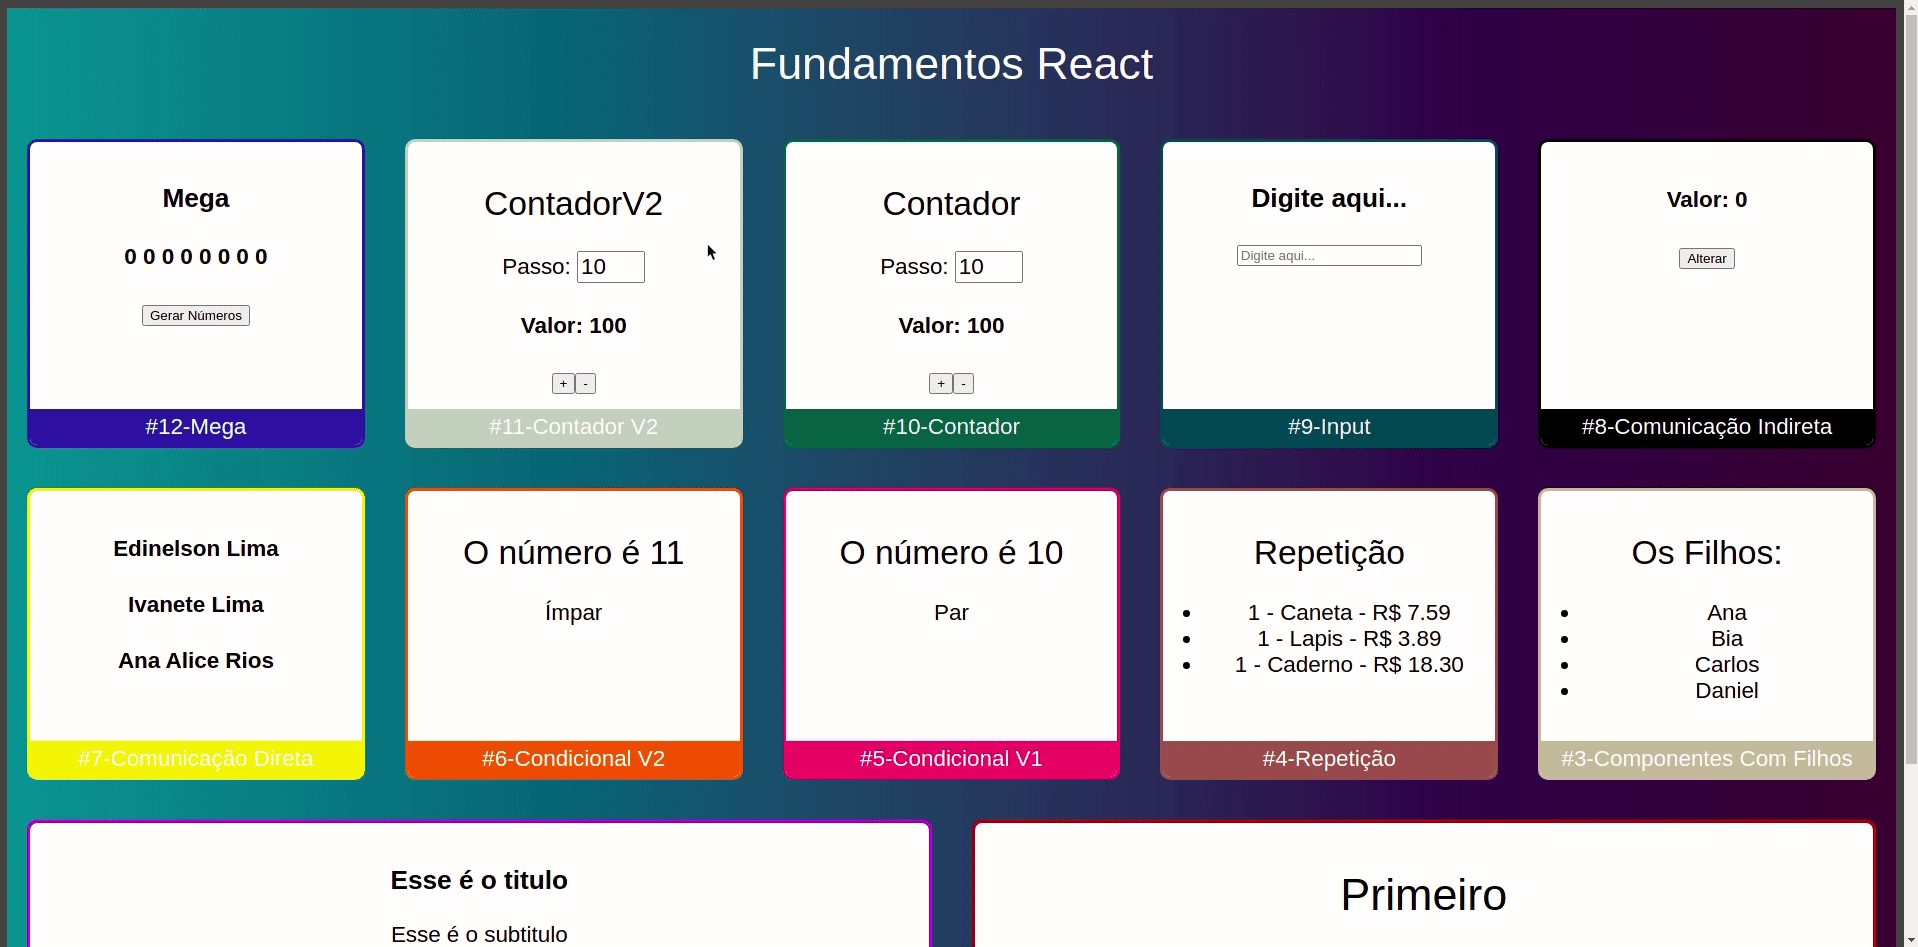 Fundamentos React
Mega
0 0 0 0 0 0 0 0
Gerar Números
#12-Mega
ContadorV2
Passo: 10
Valor: 100
+ -
#11-Contador V2
Contador
Passo: 10
Valor: 100
+ -
#10-Contador
Digite aqui...
Digite aqui...
#9-Input
Valor: 0
Alterar
#8-Comunicação Indireta
Edinelson Lima
Ivanete Lima
Ana Alice Rios
#7-Comunicação Direta
O número é 11
Ímpar
#6-Condicional V2
O número é 10
Par
#5-Condicional V1
Repetição
1 - Caneta - R$ 7.59
1 - Lapis - R$ 3.89
1 - Caderno - R$ 18.30
#4-Repetição
Os Filhos:
Ana
Bia
Carlos
Daniel
#3-Componentes Com Filhos
Esse é o titulo
Esse é o subtitulo
Primeiro